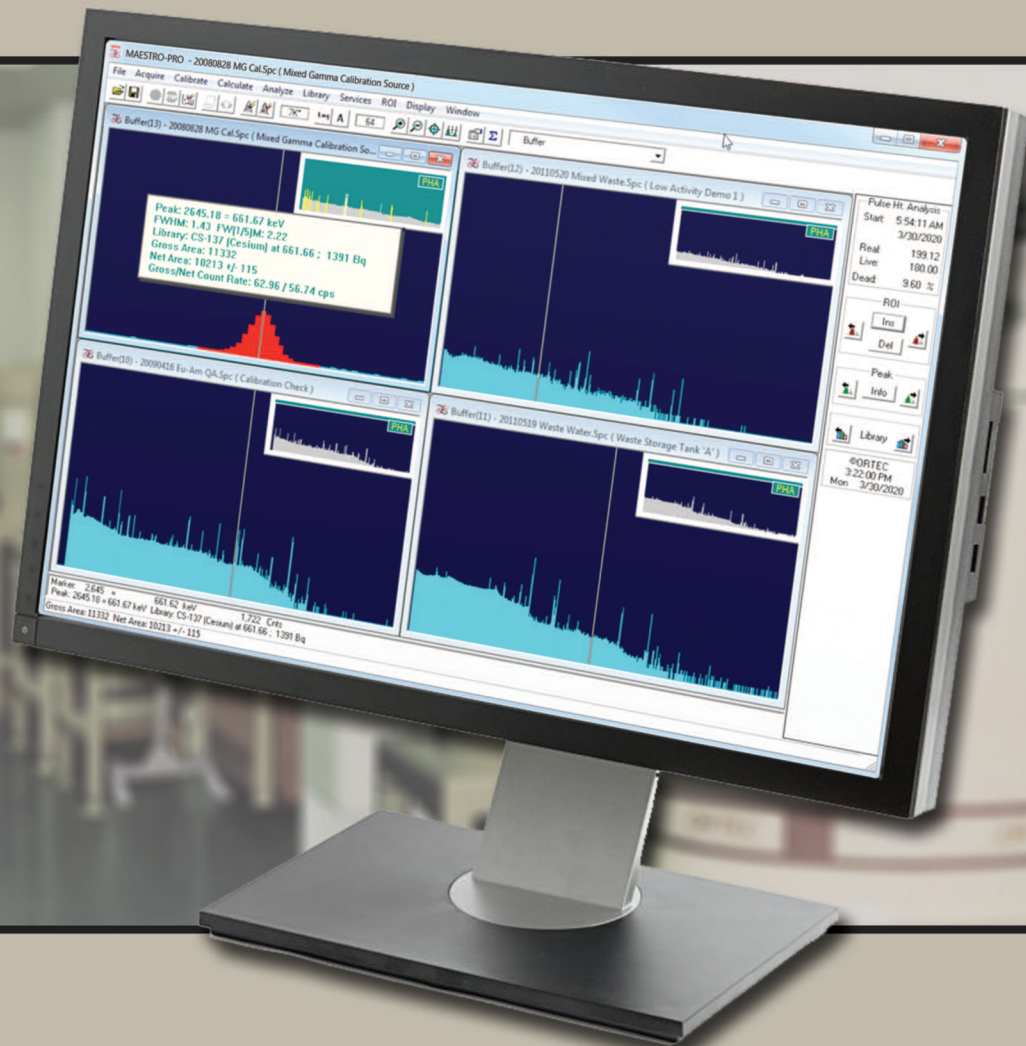 MAESTRO-PRO - 20080828 MG Cal.Spc ( Mixed Gamma Calibration Source )
File Acquire Calibrate Calculate Analyze Library Services ROI Display Window
Log A 64 Σ Buffer
Buffer(13) - 20080828 MG Cal.Spc ( Mixed Gamma Calibration So...
PHA
Peak: 2645.18 = 661.67 keV
FWHM: 1.43 FW(1/5)M: 2.22
Library: CS-137 (Cesium) at 661.66 ; 1391 Bq
Gross Area: 11332
Net Area: 10213 +/- 115
Gross/Net Count Rate: 62.96 / 56.74 cps
Buffer(12) - 20110520 Mixed Waste.Spc ( Low Activity Demo 1 )
PHA
Buffer(10) - 20090416 Eu-Am QA.Spc ( Calibration Check )
PHA
Buffer(11) - 20110519 Waste Water.Spc ( Waste Storage Tank 'A' )
PHA
Pulse Ht. Analysis
Start: 5:54:11 AM
3/30/2020
Real: 199.12
Live: 180.00
Dead: 9.60 %
ROI
Ins
Del
Peak
Info
Library
©ORTEC
3:22:00 PM
Mon 3/30/2020
Marker: 2,645 = 661.62 keV 1,722 Cnts
Peak: 2645.18 = 661.67 keV Library: CS-137 (Cesium) at 661.66 ; 1391 Bq
Gross Area: 11332 Net Area: 10213 +/- 115
ORTEC